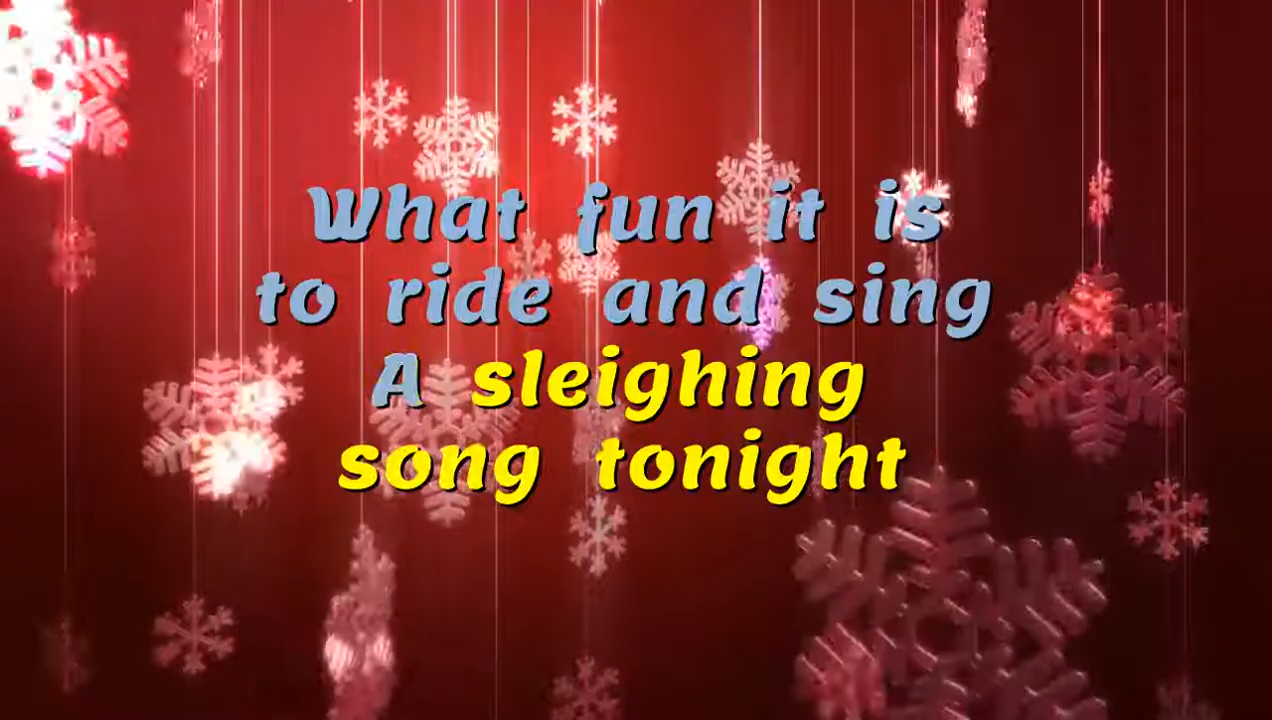 What fun it is
to ride and sing
A sleighing
song tonight